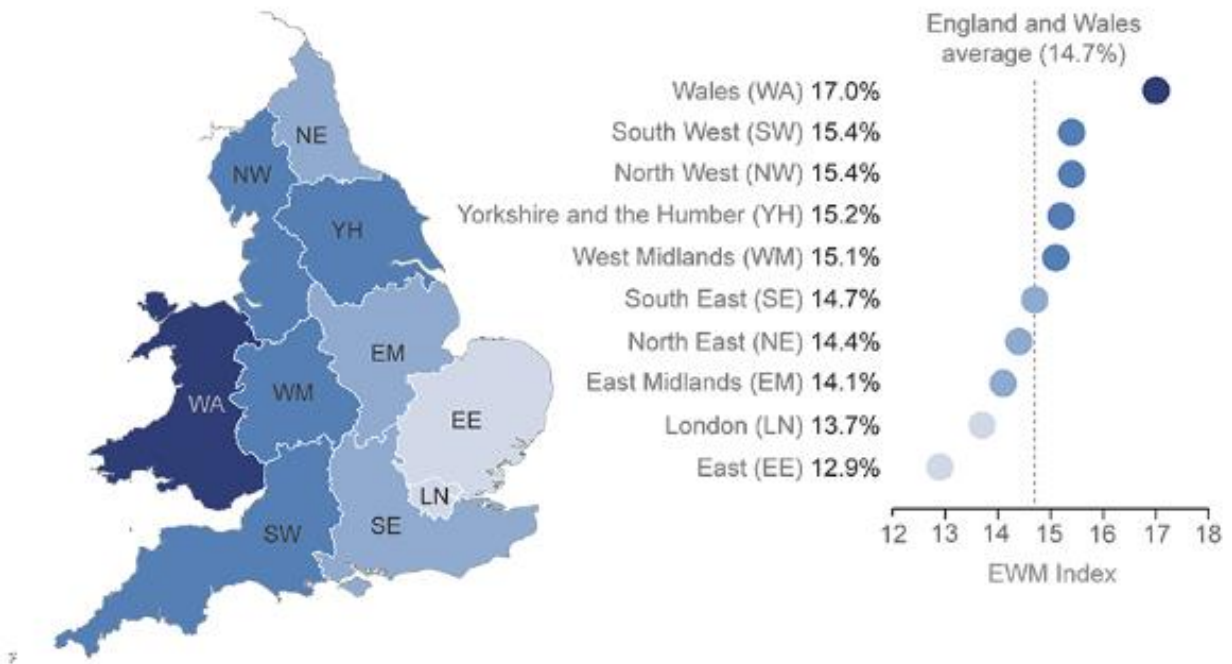 England and Wales
average (14.7%)
Wales (WA) 17.0%
South West (SW) 15.4%
North West (NW) 15.4%
Yorkshire and the Humber (YH) 15.2%
West Midlands (WM) 15.1%
South East (SE) 14.7%
North East (NE) 14.4%
East Midlands (EM) 14.1%
London (LN) 13.7%
East (EE) 12.9%
12 13 14 15 16 17 18
EWM Index
NE
NW
YH
EM
WA
WM
EE
LN
SW
SE